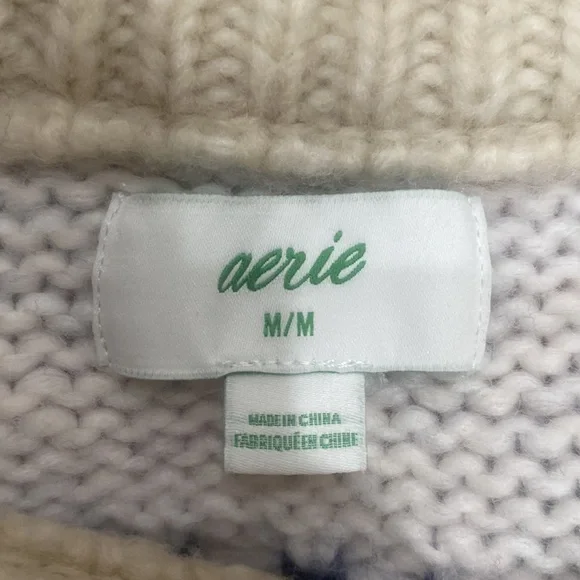 aerie
M/M
MADE IN CHINA
FABRIQUÉ EN CHINE